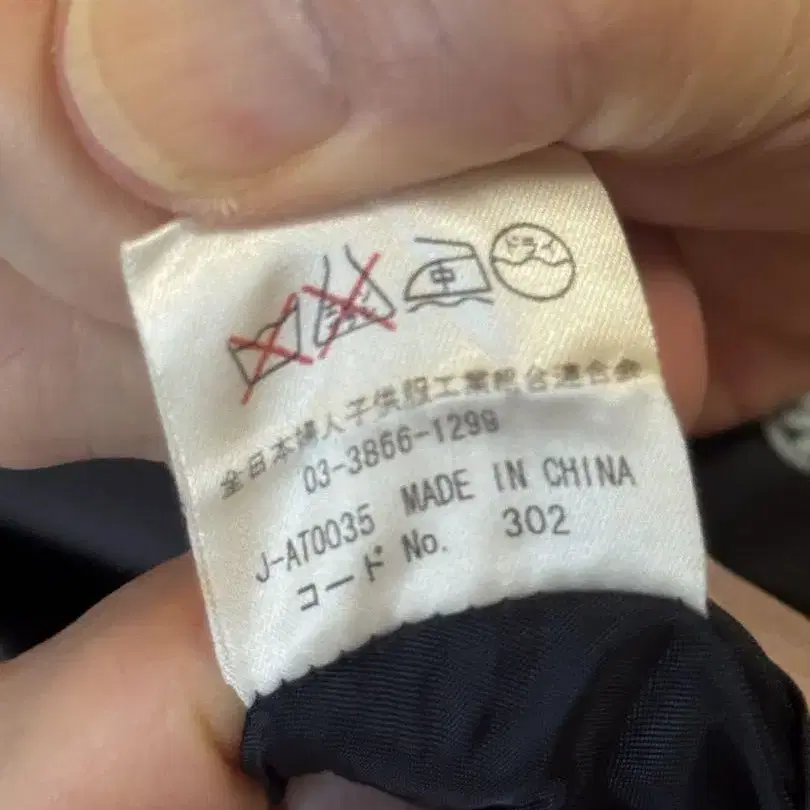 中 ドライ
全日本婦人子供服工業組合連合会
03-3866-1299
J-AT0035 MADE IN CHINA
コード No. 302